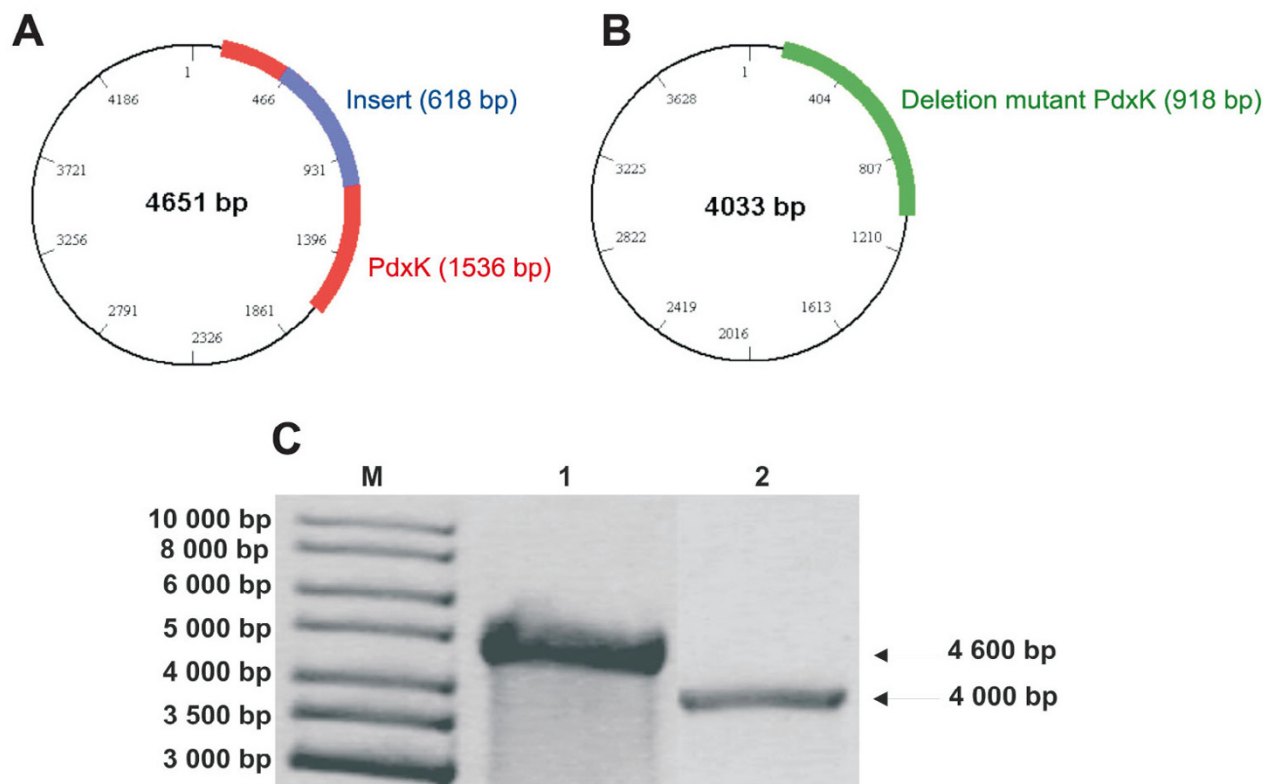 A
1
466
931
1396
1861
2326
2791
3256
3721
4186
4651 bp
Insert (618 bp)
PdxK (1536 bp)
B
1
404
807
1210
1613
2016
2419
2822
3225
3628
4033 bp
Deletion mutant PdxK (918 bp)
C
M 1 2
10 000 bp
8 000 bp
6 000 bp
5 000 bp
4 000 bp
3 500 bp
3 000 bp
4 600 bp
4 000 bp